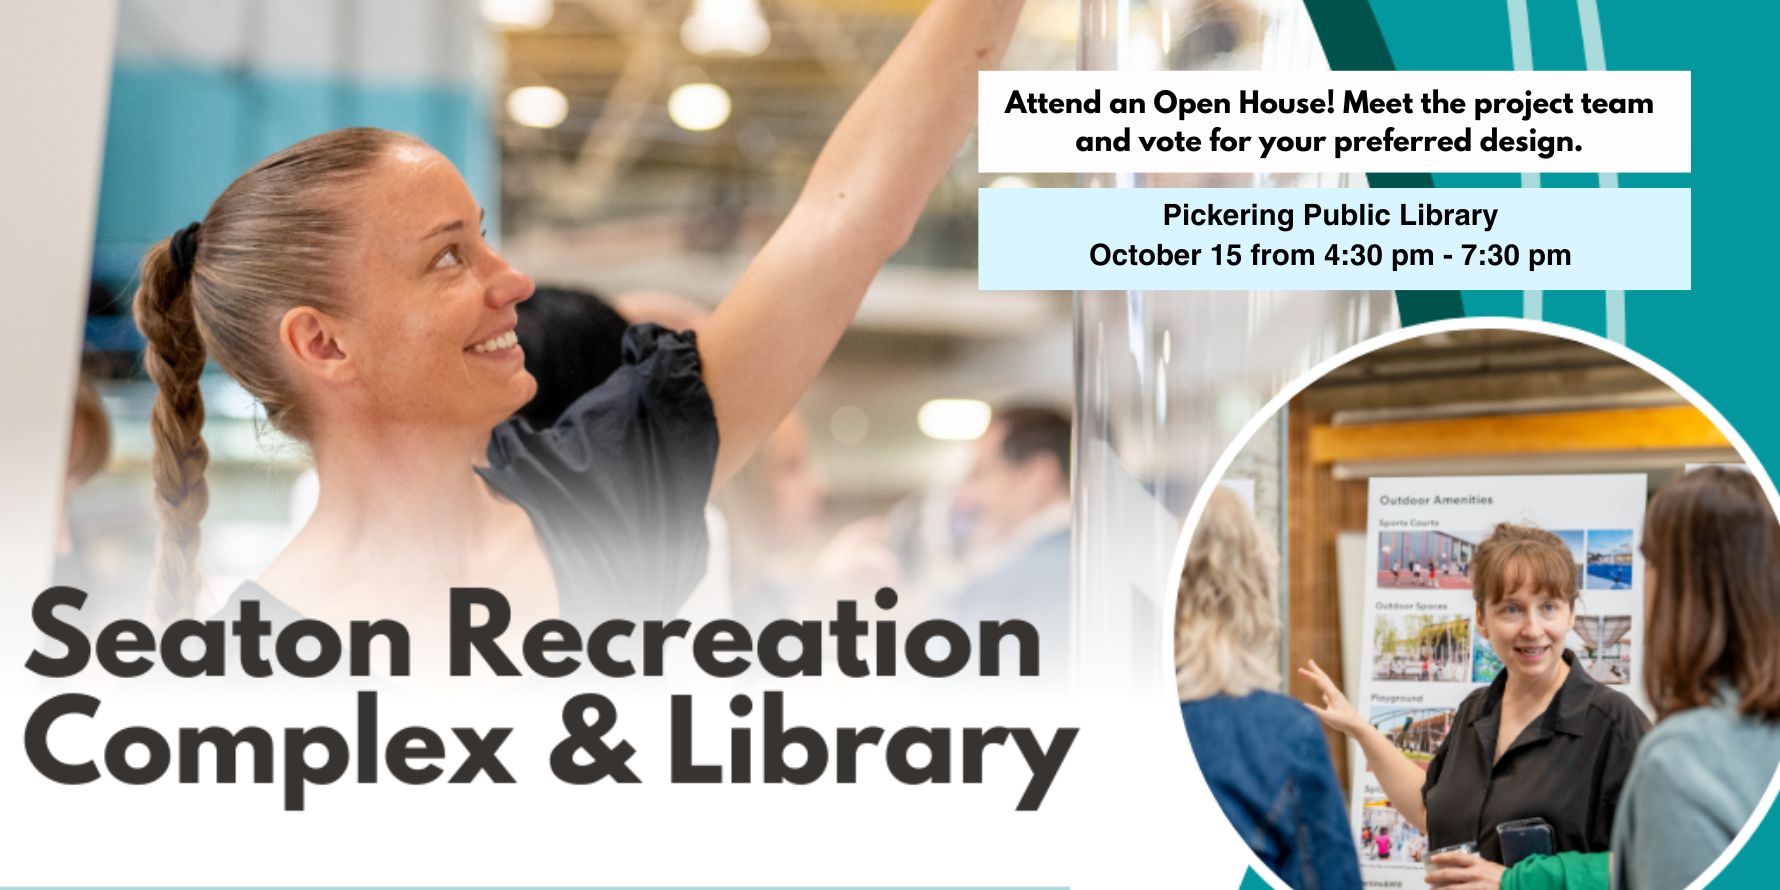 Attend an Open House! Meet the project team
and vote for your preferred design.
Pickering Public Library
October 15 from 4:30 pm - 7:30 pm
Seaton Recreation
Complex & Library
Outdoor Amenities
Sports Courts
Outdoor Spaces
Playground